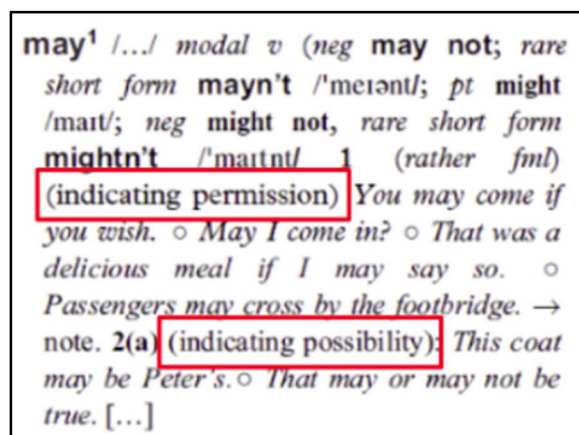 may¹ /.../ modal v (neg may not; rare
short form mayn't /'meɪənt/; pt might
/maɪt/; neg might not, rare short form
mightn't /'maɪtnt/ 1 (rather fml)
(indicating permission) You may come if
you wish. ○ May I come in? ○ That was a
delicious meal if I may say so. ○
Passengers may cross by the footbridge. →
note. 2(a) (indicating possibility): This coat
may be Peter's. ○ That may or may not be
true. [...]